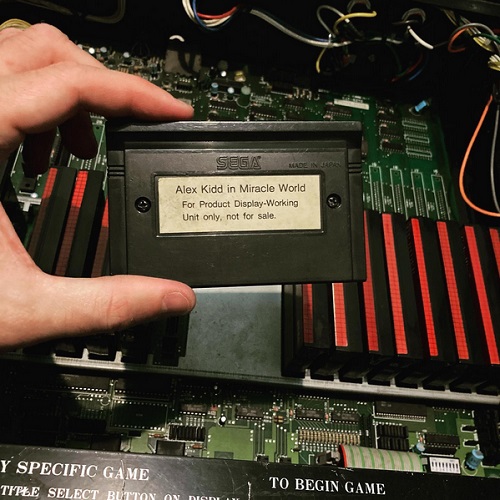 SEGA
MADE IN JAPAN
Alex Kidd in Miracle World
For Product Display-Working
Unit only, not for sale.
Y SPECIFIC GAME
TITLE SELECT BUTTON ON DISPLAY
TO BEGIN GAME